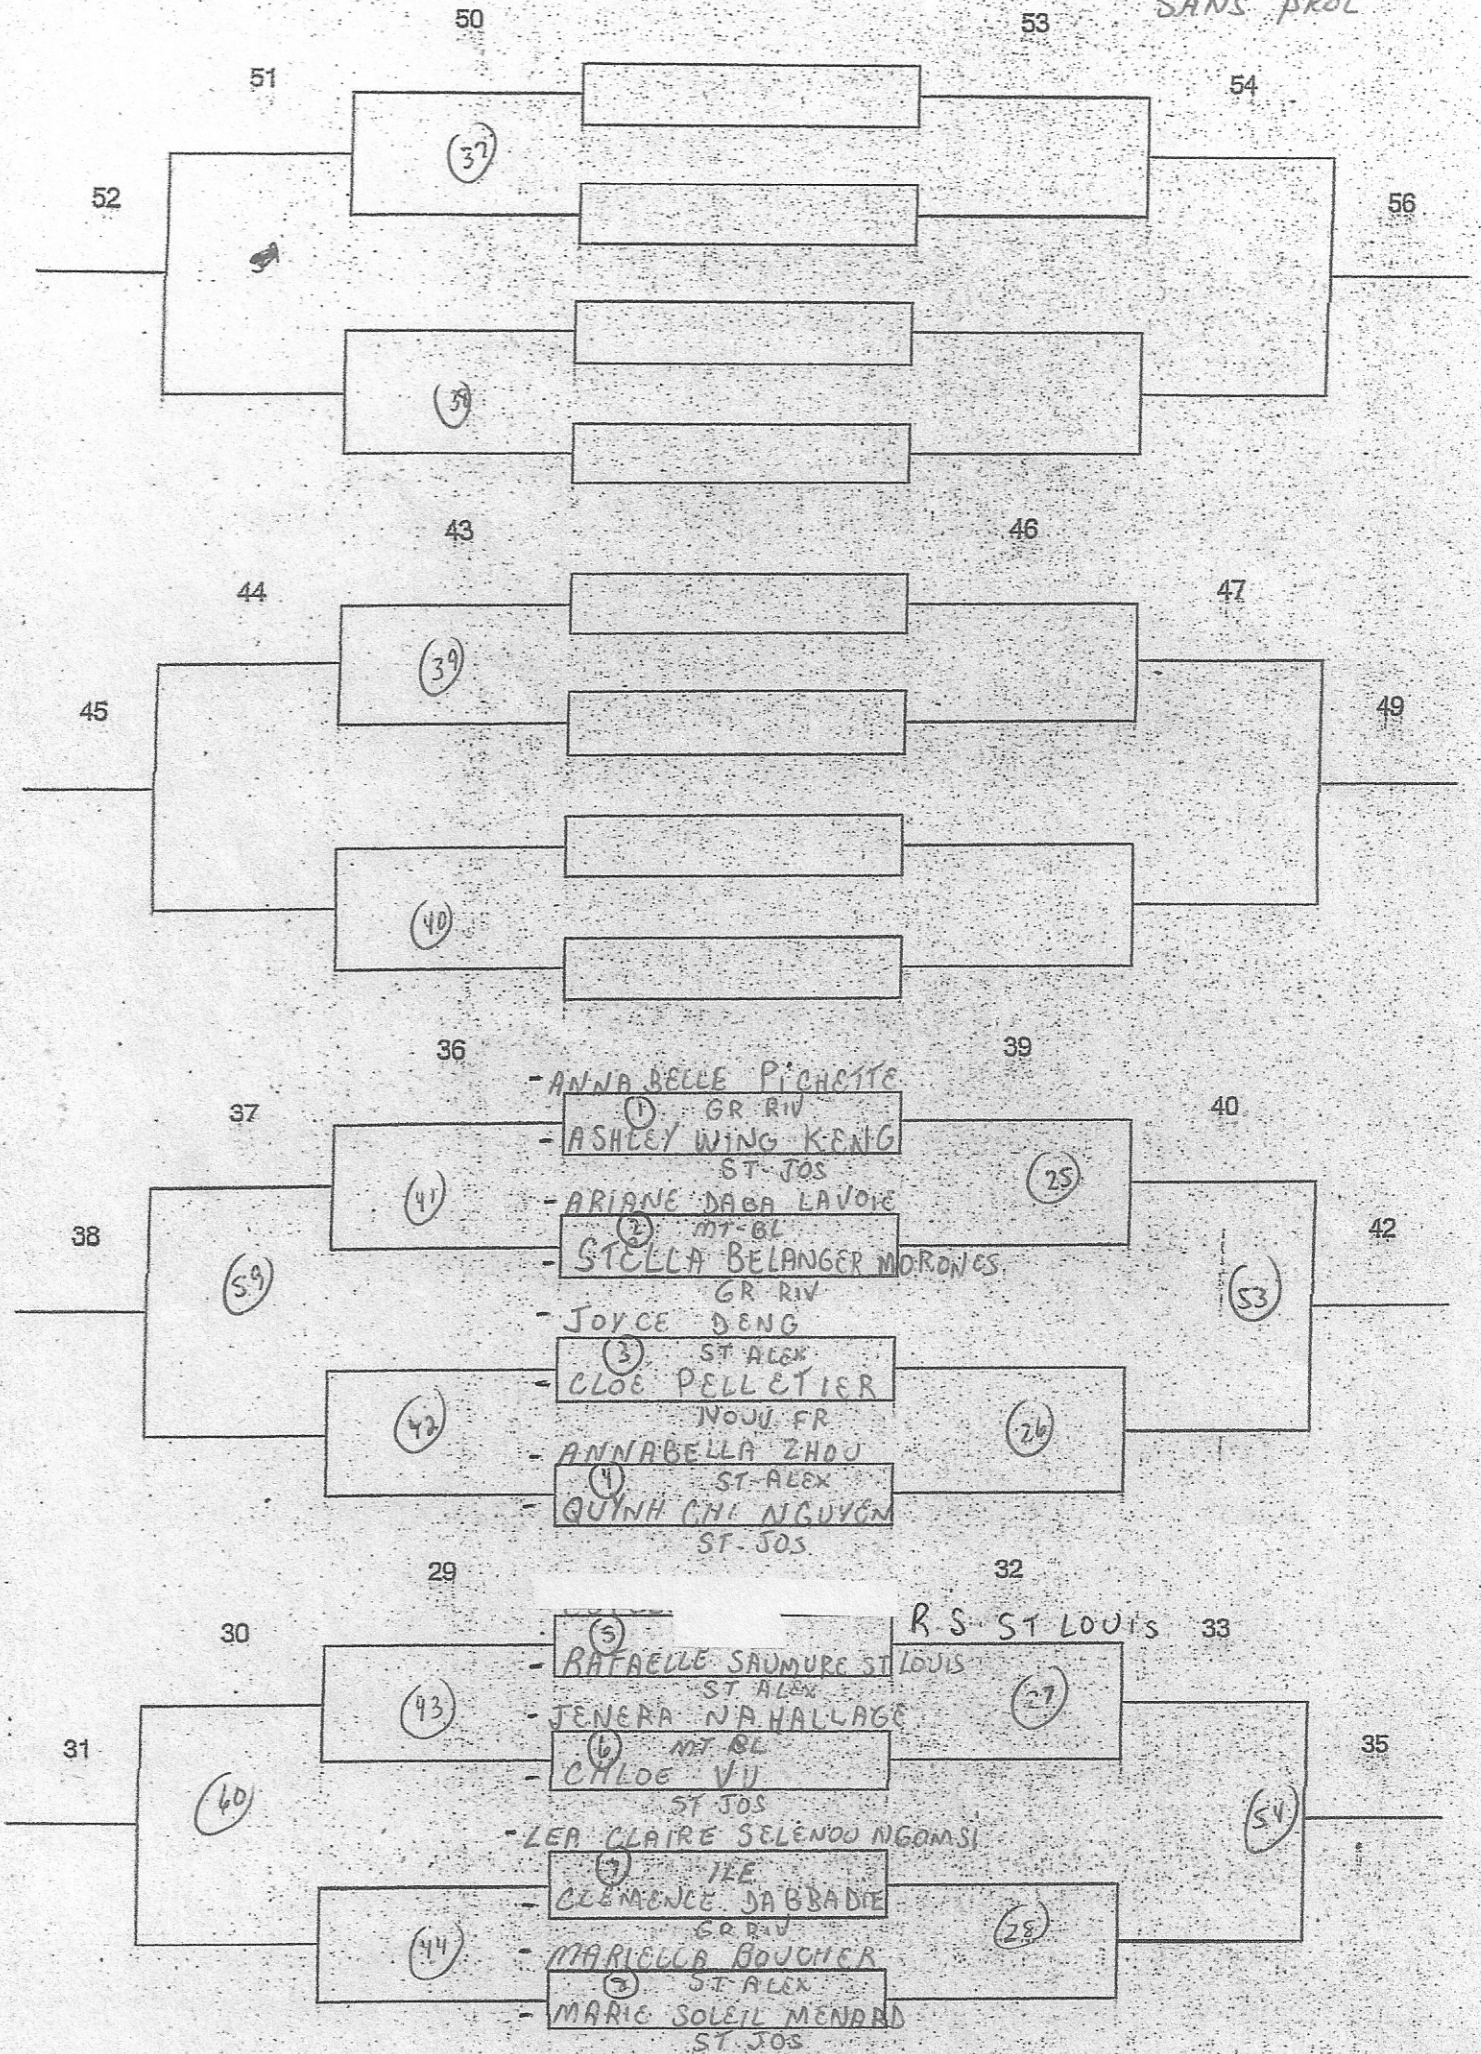 SANS PROL
50
53
51
54
37
52
56
38
43
46
44
47
39
45
49
40
36
39
- ANNABELLE PICHETTE
37
① GR RIV
40
- ASHLEY WING KENG
ST-JOS
41
25
- ARIANE DABA LAVOIE
38
② MT-BL
42
- STELLA BELANGER MORONES
59
53
GR RIV
- JOYCE DENG
③ ST ALEX
- CLOE PELLETIER
NOUV FR
42
26
- ANNABELLA ZHOU
④ ST-ALEX
- QUYNH CHI NGUYEN
ST-JOS
29
32
R S ST LOUIS
30
⑤
33
- RAFAELLE SAUMURE ST LOUIS
ST ALEX
43
27
- JENERA NAHALLAGE
31
⑥ MT BL
35
- CHLOE VU
ST JOS
60
54
- LEA CLAIRE SELENOU NGOMSI
⑦ ILE
- CLEMENCE DABBADIE
GR RIV
44
28
- MARIELLA BOUCHER
⑧ ST-ALEX
- MARIE SOLEIL MENARD
ST JOS